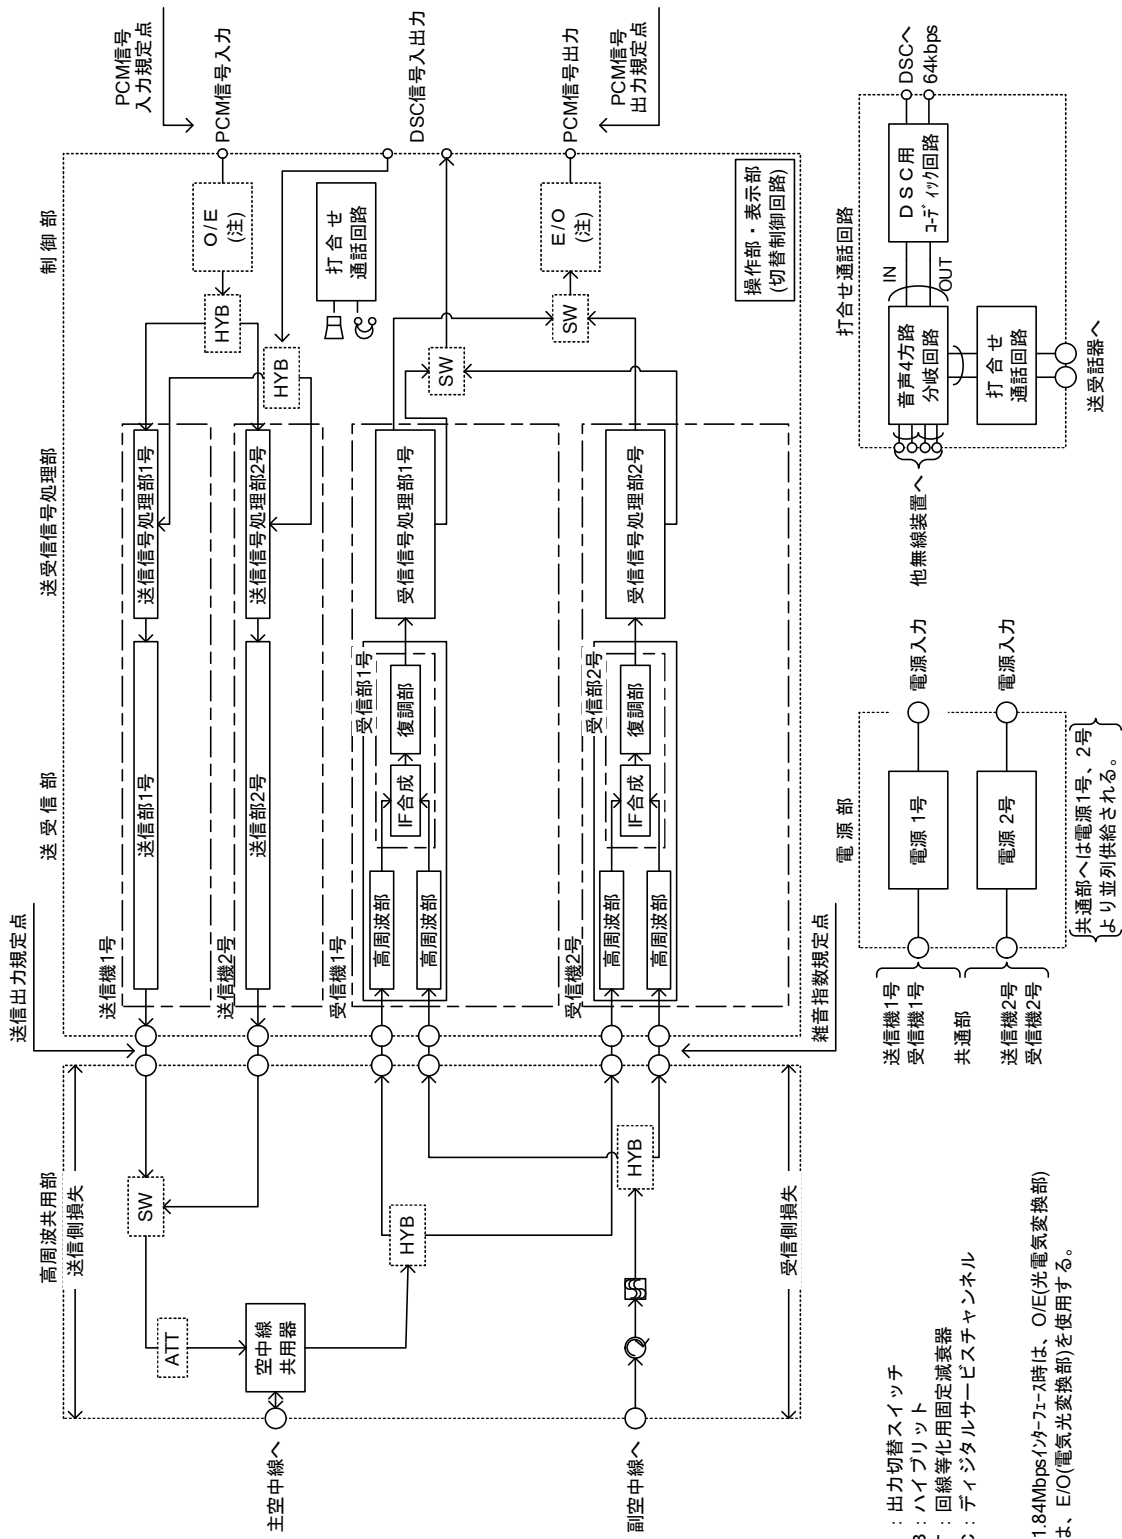 高周波共用部
送受信部
送受信信号処理部
制御部
送信出力規定点
PCM信号
入力規定点
送信側損失
SW
ATT
空中線
共用器
主空中線へ
HYB
副空中線へ
HYB
受信側損失
送信機1号
送信部1号
送信信号処理部1号
送信機2号
送信部2号
送信信号処理部2号
受信機1号
受信部1号
高周波部
高周波部
IF合成
復調部
受信信号処理部1号
受信機2号
受信部2号
高周波部
高周波部
IF合成
復調部
受信信号処理部2号
雑音指数規定点
HYB
O/E
(注)
PCM信号入力
HYB
打合せ
通話回路
DSC信号入出力
SW
SW
E/O
(注)
PCM信号出力
PCM信号
出力規定点
操作部・表示部
(切替制御回路)
電源部
送信機1号
受信機1号
電源 1号
電源入力
共通部
送信機2号
受信機2号
電源 2号
電源入力
共通部へは電源1号、2号
より並列供給される。
打合せ通話回路
他無線装置へ
音声4方路
分岐回路
IN
OUT
DSC用
コーディック回路
DSCへ
64kbps
打合せ
通話回路
送受話器へ
:出力切替スイッチ
:ハイブリット
:回線等化用固定減衰器
:ディジタルサービスチャンネル
1.84Mbpsインターフェース時は、O/E(光電気変換部)
は、E/O(電気光変換部)を使用する。